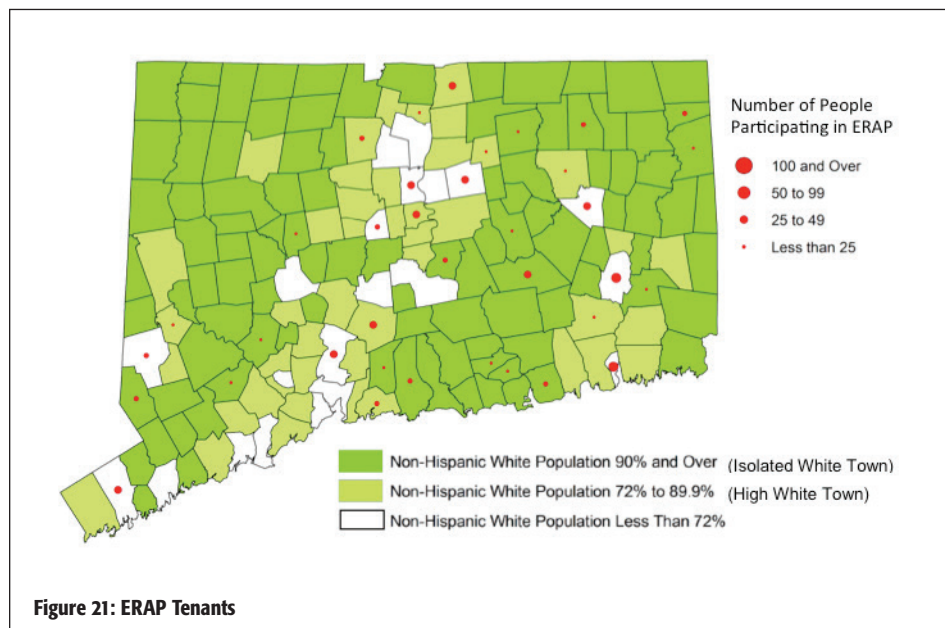 Number of People
Participating in ERAP
100 and Over
50 to 99
25 to 49
Less than 25
Non-Hispanic White Population 90% and Over (Isolated White Town)
Non-Hispanic White Population 72% to 89.9% (High White Town)
Non-Hispanic White Population Less Than 72%
Figure 21: ERAP Tenants